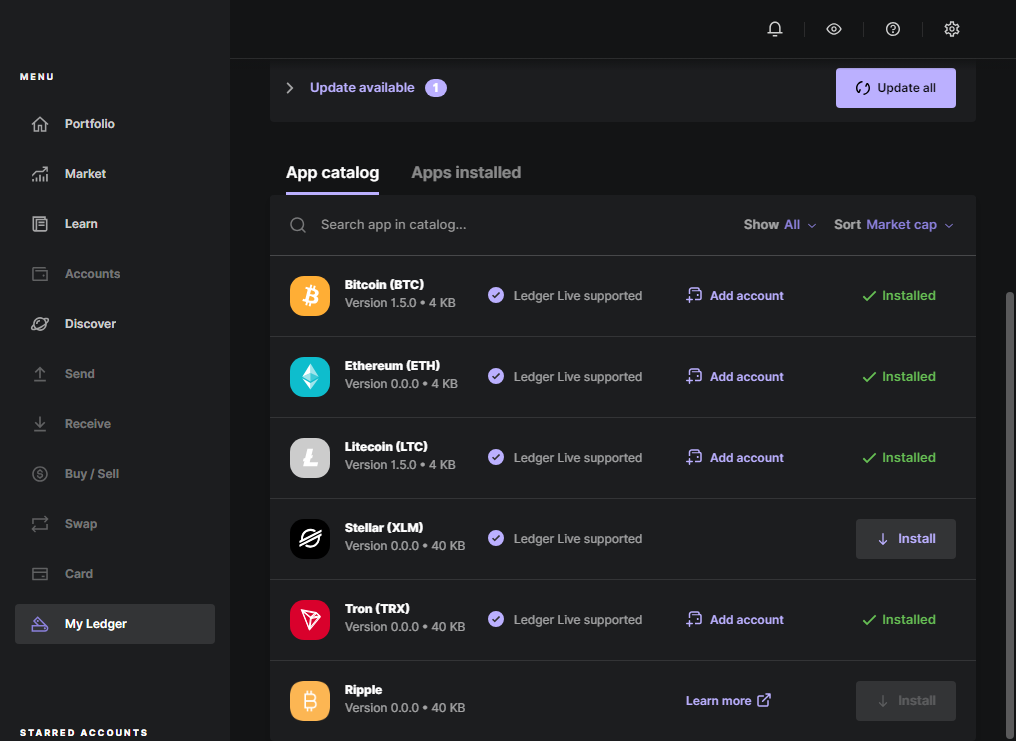 MENU
Portfolio
Market
Learn
Accounts
Discover
Send
Receive
Buy / Sell
Swap
Card
My Ledger
STARRED ACCOUNTS
Update available 1
Update all
App catalog Apps installed
Search app in catalog... Show All Sort Market cap
Bitcoin (BTC)
Version 1.5.0 • 4 KB
Ledger Live supported
Add account
Installed
Ethereum (ETH)
Version 0.0.0 • 4 KB
Ledger Live supported
Add account
Installed
Litecoin (LTC)
Version 1.5.0 • 4 KB
Ledger Live supported
Add account
Installed
Stellar (XLM)
Version 0.0.0 • 40 KB
Ledger Live supported
Install
Tron (TRX)
Version 0.0.0 • 40 KB
Ledger Live supported
Add account
Installed
Ripple
Version 0.0.0 • 40 KB
Learn more
Install